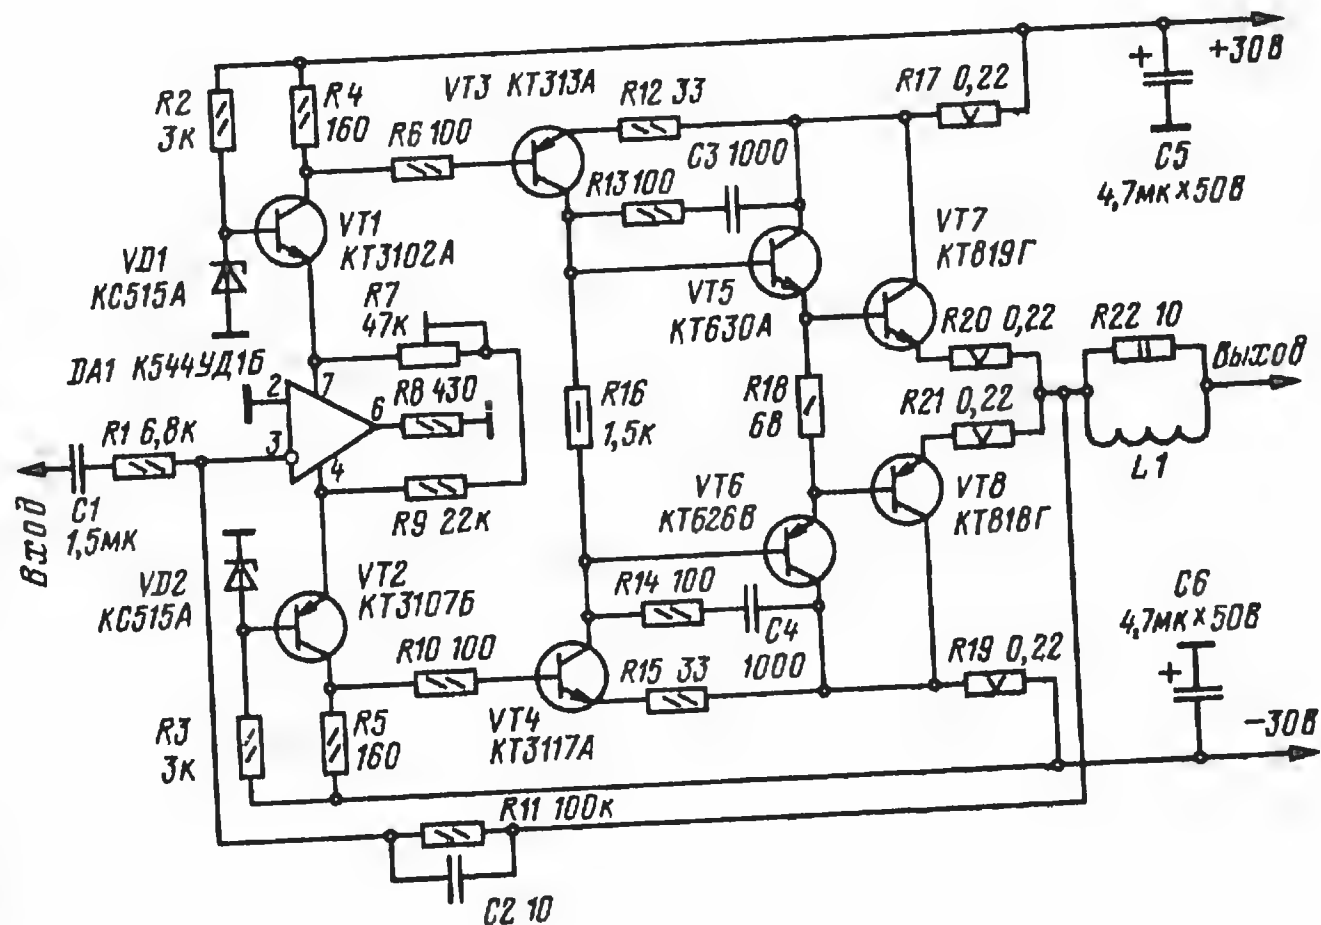 +30В
R2
3к
R4
160
VT3 КТ313А
R12 33
R17 0,22
+
C5
4,7мк×50В
R6 100
C3 1000
R13 100
VT1
КТ3102А
VD1
КС515А
VT7
КТ819Г
VT5
КТ630А
R7
47к
DA1 К544УД1Б
2
7
6
3
4
R8 430
R16
1,5к
R18
68
R20 0,22
R21 0,22
R22 10
Выход
L1
R1 6,8к
Вход
C1
1,5мк
R9 22к
VT6
КТ626В
VT8
КТ818Г
VD2
КС515А
VT2
КТ3107Б
R14 100
C4
1000
C6
4,7мк×50В
+
R10 100
R15 33
R19 0,22
VT4
КТ3117А
R3
3к
R5
160
−30В
R11 100к
C2 10